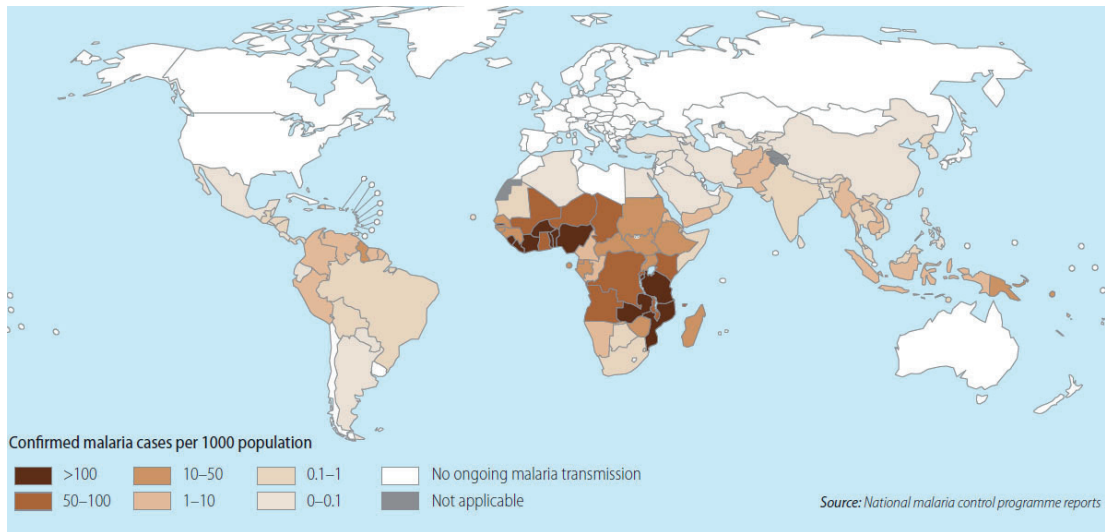 Confirmed malaria cases per 1000 population
>100
10–50
0.1–1
No ongoing malaria transmission
50–100
1–10
0–0.1
Not applicable
Source: National malaria control programme reports